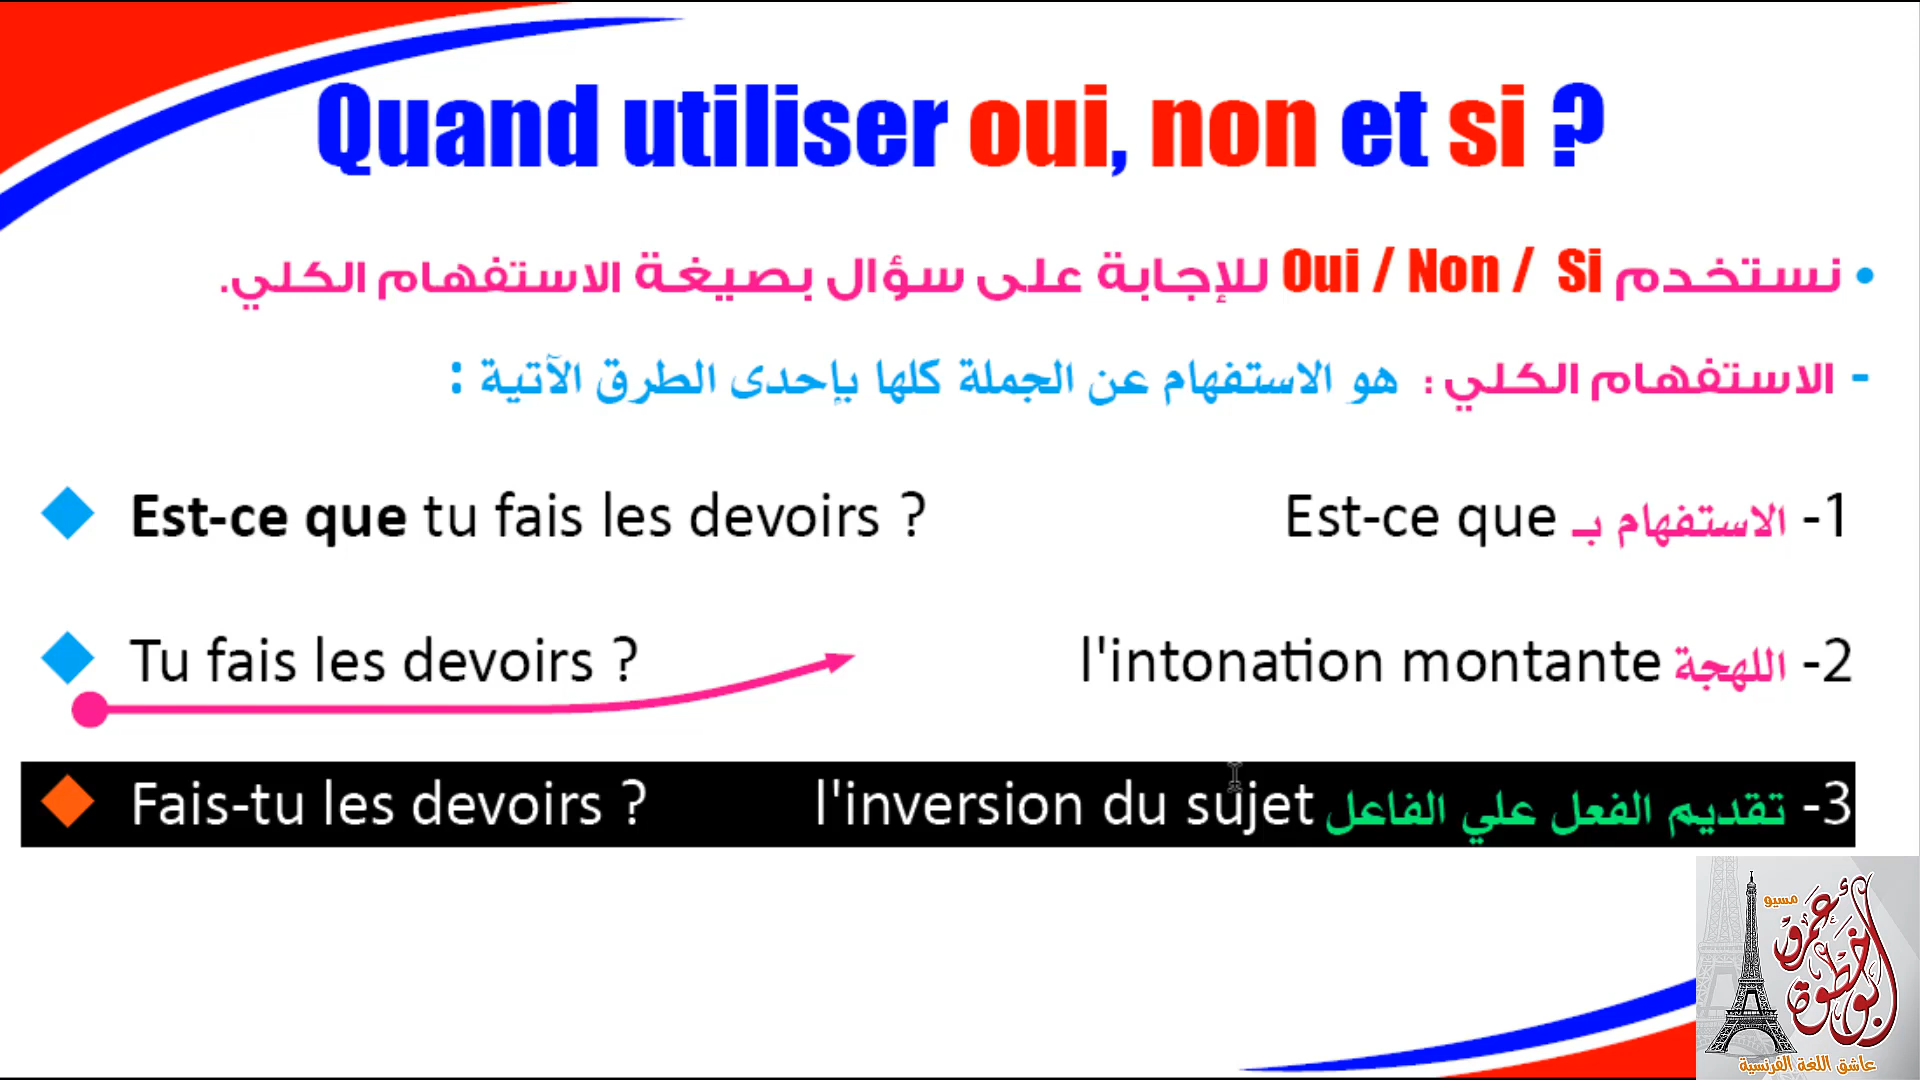 Quand utiliser oui, non et si ?
• نستخدم Oui / Non / Si للإجابة على سؤال بصيغة الاستفهام الكلي.
- الاستفهام الكلي : هو الاستفهام عن الجملة كلها بإحدى الطرق الآتية :
Est-ce que tu fais les devoirs ? 1- الاستفهام بـ Est-ce que
Tu fais les devoirs ? 2- اللهجة l'intonation montante
Fais-tu les devoirs ? 3- تقديم الفعل علي الفاعل l'inversion du sujet
مسيو
عمرو
أبوخطوة
عاشق اللغة الفرنسية